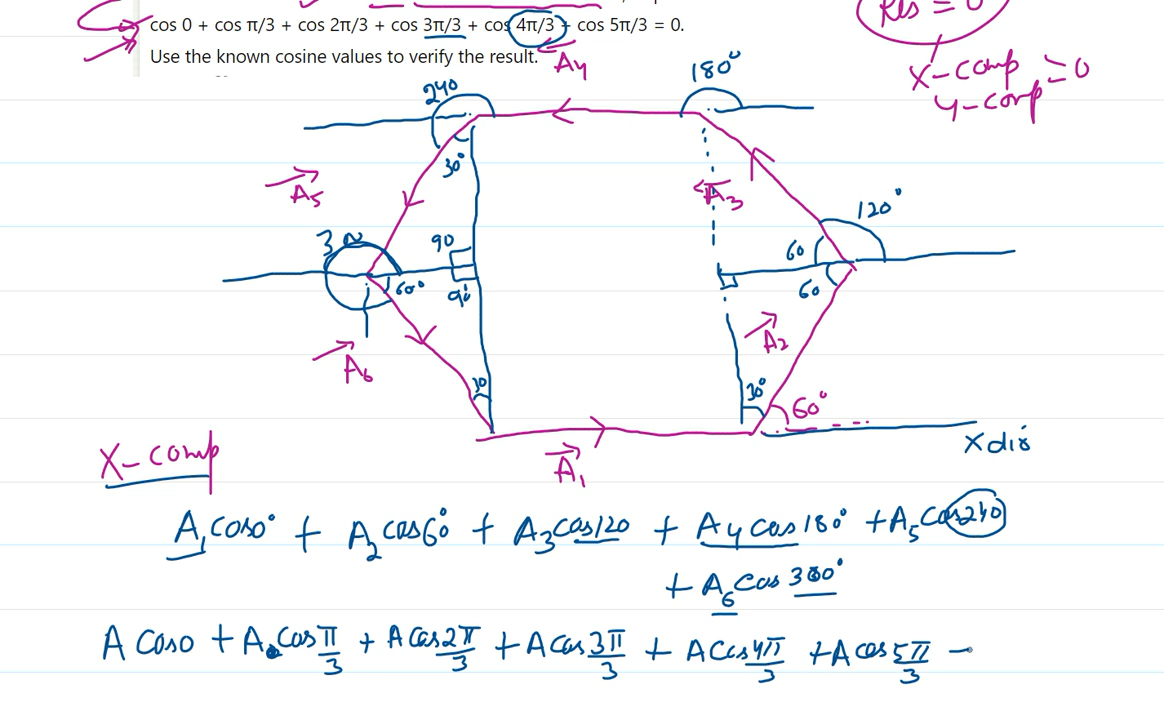 Res = 0
cos 0 + cos π/3 + cos 2π/3 + cos 3π/3 + cos 4π/3 + cos 5π/3 = 0.
Use the known cosine values to verify the result.
X-comp = 0
Y-comp
A4
240
180°
30°
A5
A3
120°
90
60
60°
90
60
A2
A6
30
30°
60°
X dis
A1
X-comp
A₁cos0° + A₂cos60° + A₃cos120 + A4cos180° + A₅cos240
+ A₆cos 300°
A cos0 + A cos π/3 + A cos 2π/3 + A cos 3π/3 + A cos 4π/3 + A cos 5π/3 -